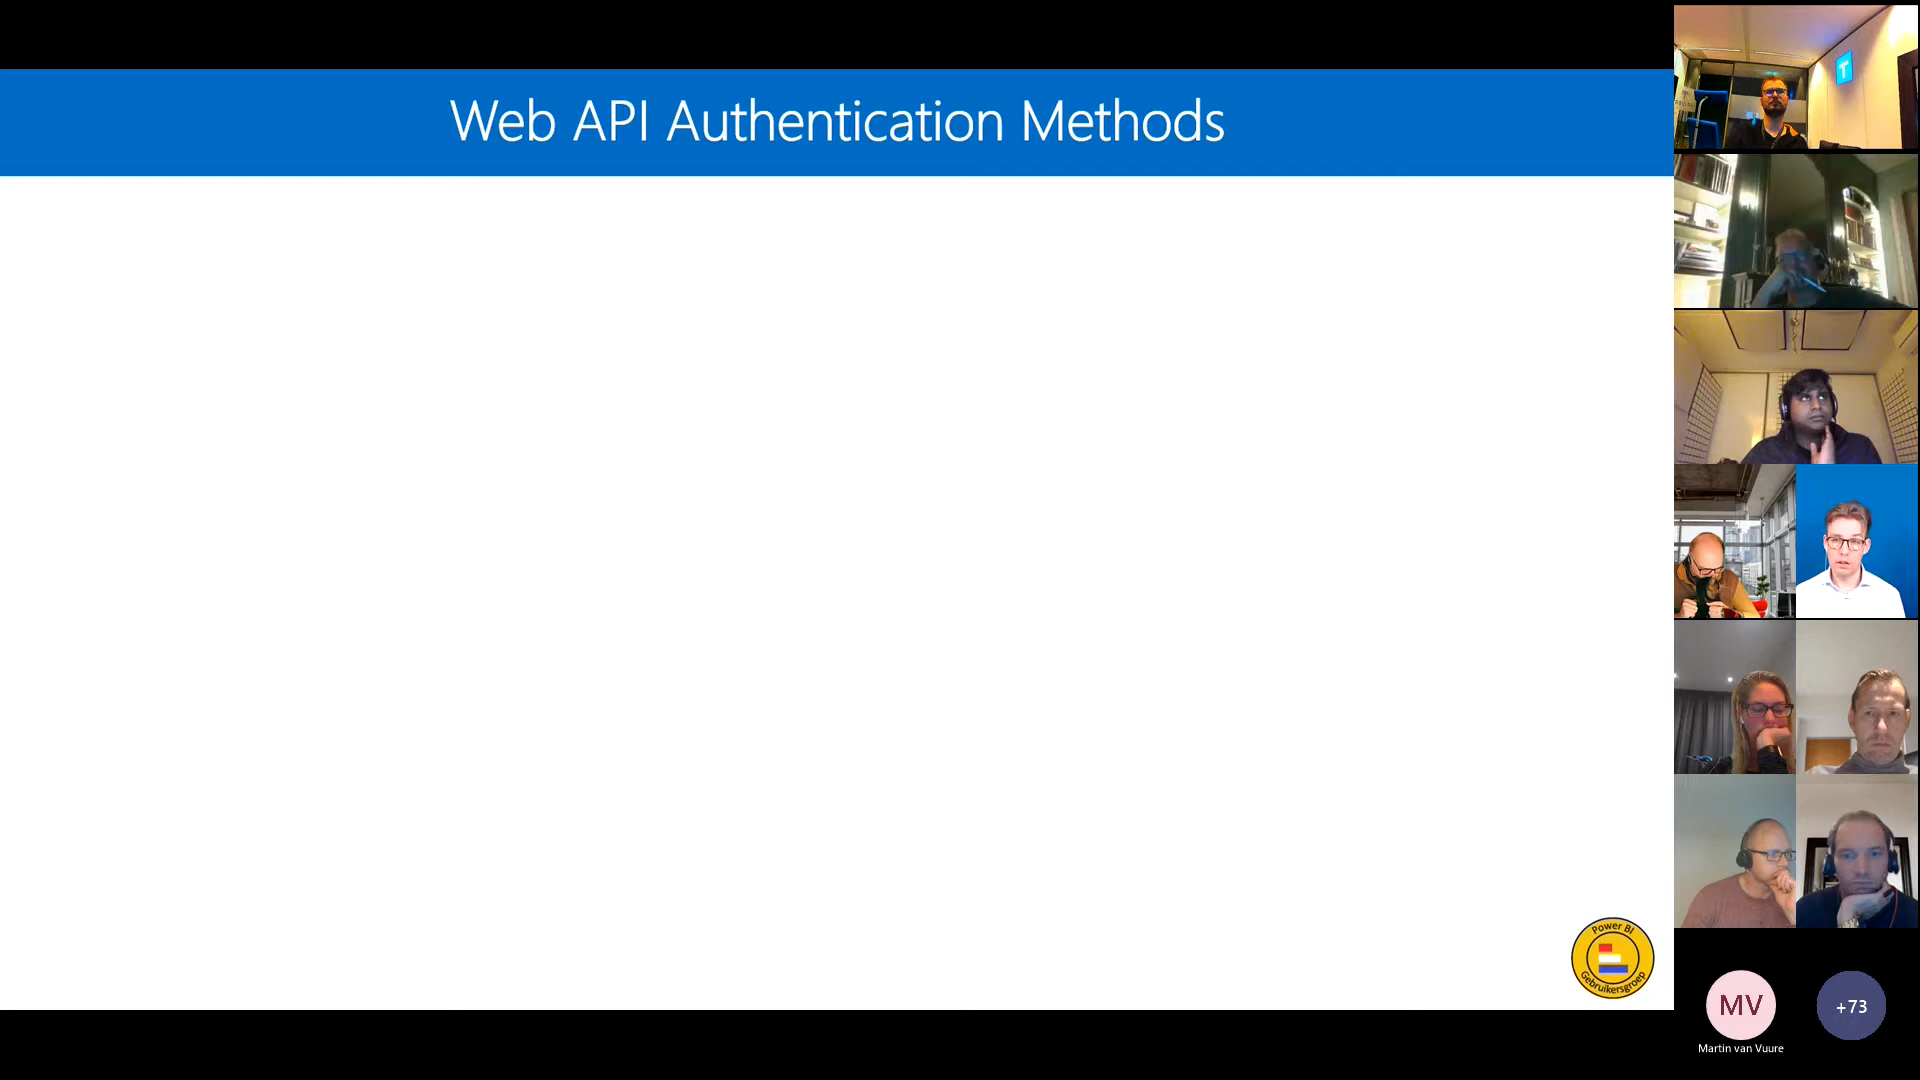 Web API Authentication Methods
Power BI
Gebruikersgroep
MV
+73
Martin van Vuure